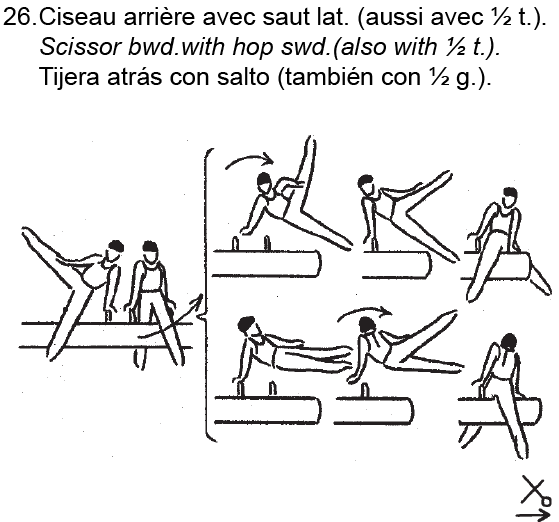 26.Ciseau arrière avec saut lat. (aussi avec ½ t.).
Scissor bwd.with hop swd.(also with ½ t.).
Tijera atrás con salto (también con ½ g.).